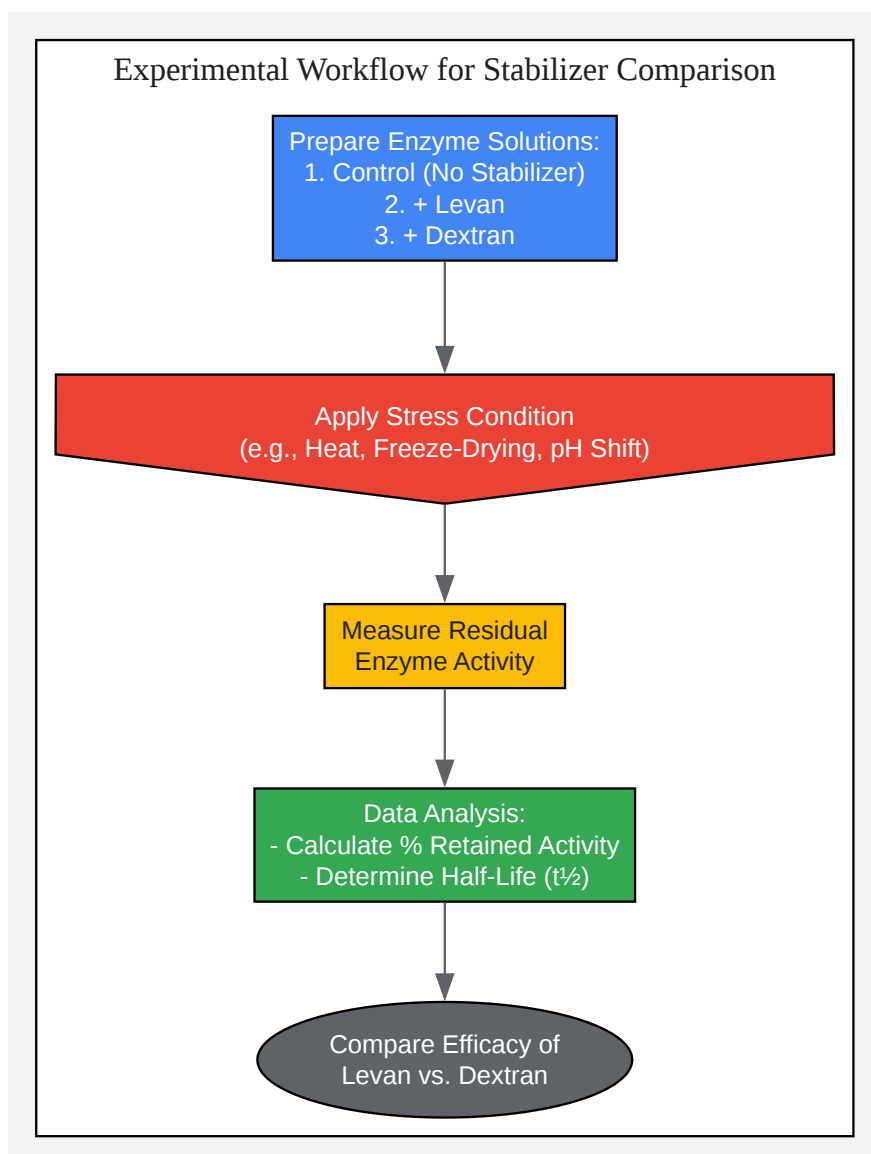 Experimental Workflow for Stabilizer Comparison
Prepare Enzyme Solutions:
1. Control (No Stabilizer)
2. + Levan
3. + Dextran
Apply Stress Condition
(e.g., Heat, Freeze-Drying, pH Shift)
Measure Residual
Enzyme Activity
Data Analysis:
- Calculate % Retained Activity
- Determine Half-Life (t½)
Compare Efficacy of
Levan vs. Dextran